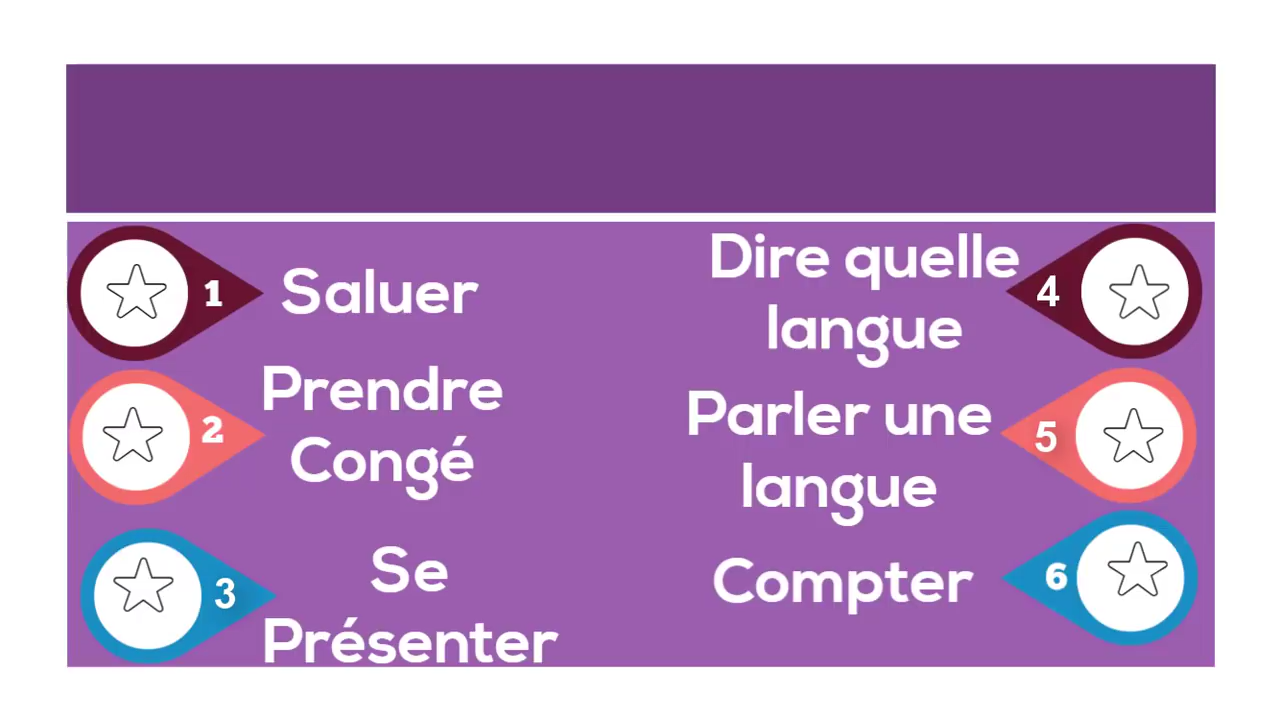 1 Saluer
2 Prendre
Congé
3 Se
Présenter
Dire quelle
langue 4
Parler une
langue 5
Compter 6